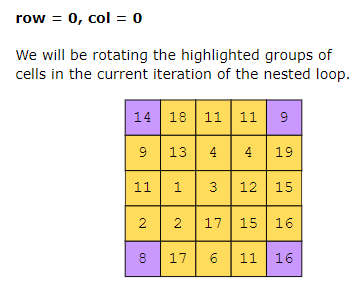 row = 0, col = 0
We will be rotating the highlighted groups of
cells in the current iteration of the nested loop.
14 18 11 11 9
9 13 4 4 19
11 1 3 12 15
2 2 17 15 16
8 17 6 11 16